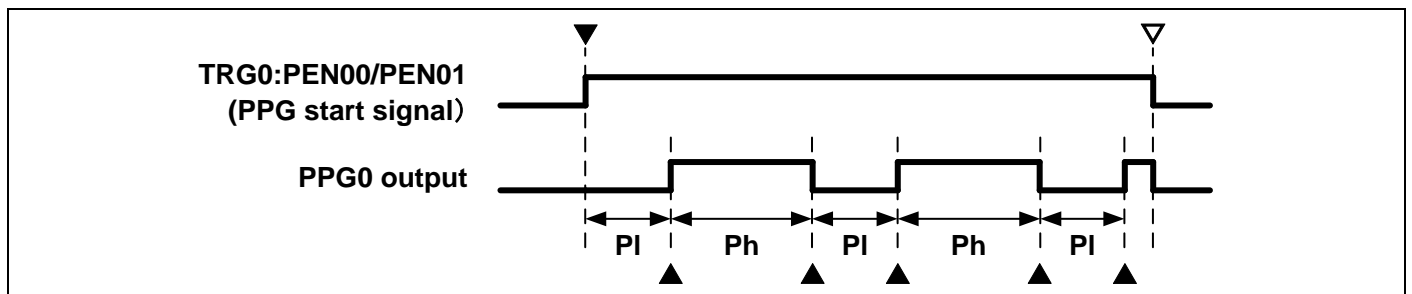 TRG0:PEN00/PEN01
(PPG start signal）
PPG0 output
Pl Ph Pl Ph Pl